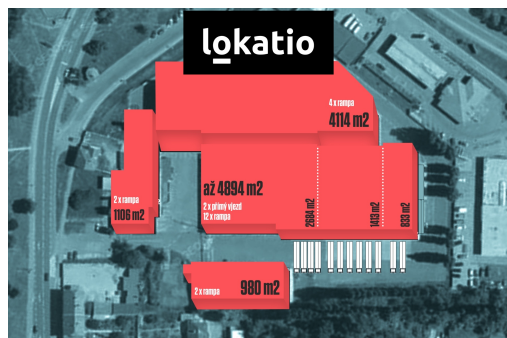 lokatio
4 x rampa
4114 m2
až 4894 m2
2 x přímý vjezd
12 x rampa
2684 m2
1413 m2
833 m2
2 x rampa
1106 m2
2 x rampa
980 m2